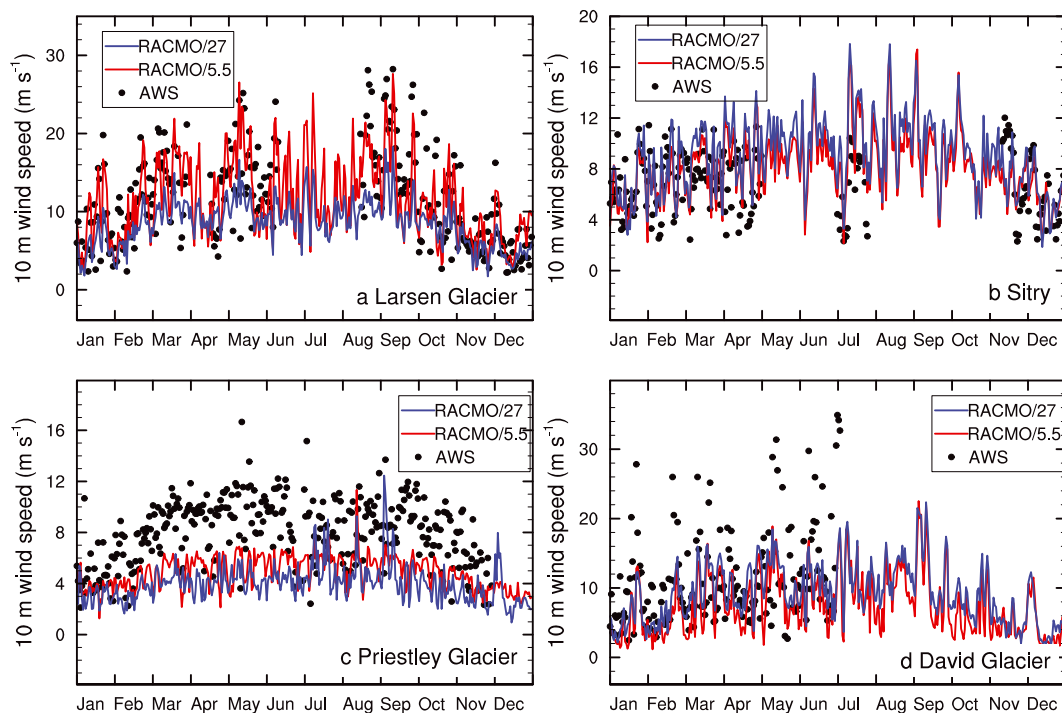 10 m wind speed (m s⁻¹)
30
20
10
0
RACMO/27
RACMO/5.5
AWS
a Larsen Glacier
Jan Feb Mar Apr May Jun Jul Aug Sep Oct Nov Dec
10 m wind speed (m s⁻¹)
20
16
12
8
4
0
RACMO/27
RACMO/5.5
AWS
b Sitry
Jan Feb Mar Apr May Jun Jul Aug Sep Oct Nov Dec
10 m wind speed (m s⁻¹)
16
12
8
4
0
RACMO/27
RACMO/5.5
AWS
c Priestley Glacier
Jan Feb Mar Apr May Jun Jul Aug Sep Oct Nov Dec
10 m wind speed (m s⁻¹)
30
20
10
0
RACMO/27
RACMO/5.5
AWS
d David Glacier
Jan Feb Mar Apr May Jun Jul Aug Sep Oct Nov Dec